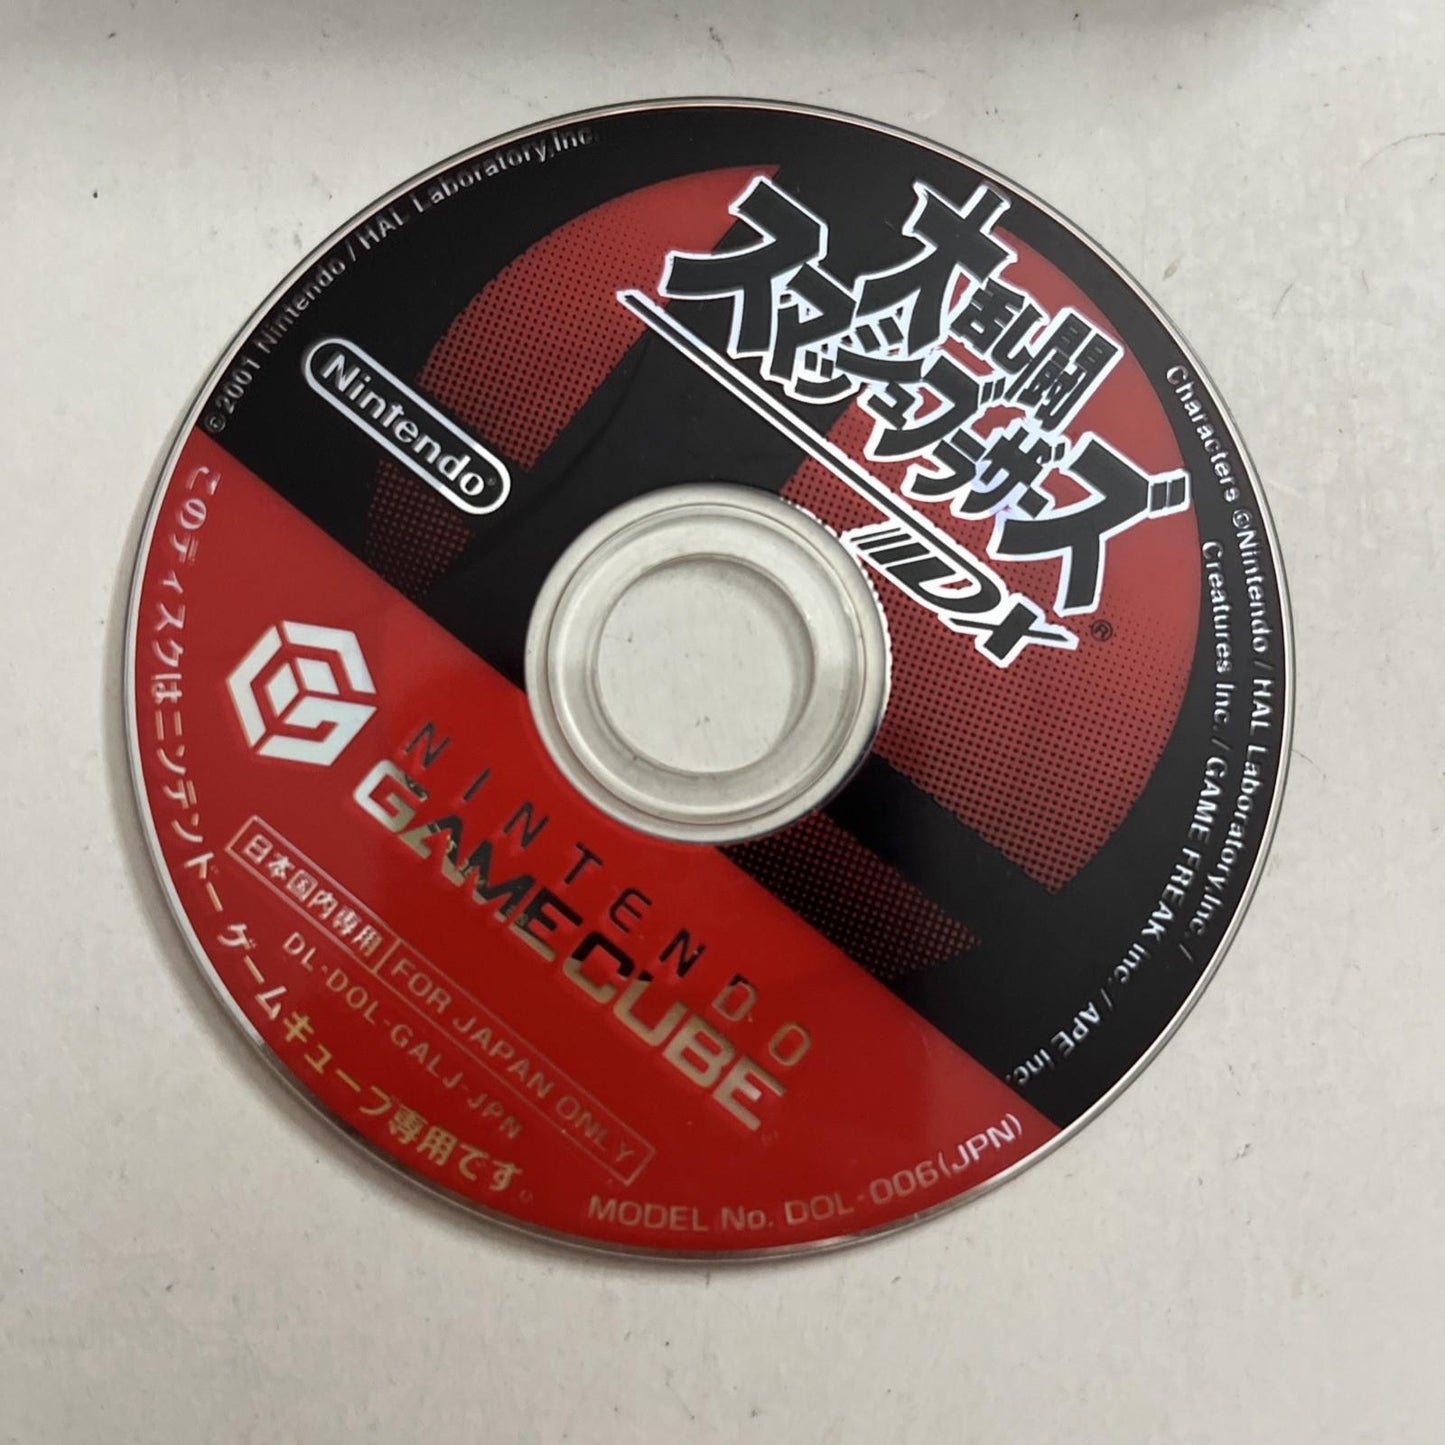 ©2001 Nintendo / HAL Laboratory,Inc.
Characters ©Nintendo / HAL Laboratory,Inc. /
Creatures Inc. / GAME FREAK inc. / APE inc.
Nintendo®
大乱闘
スマッシュブラザーズ
DX®
NINTENDO
GAMECUBE
日本国内専用 FOR JAPAN ONLY
DL-DOL-GALJ-JPN
このディスクはニンテンドーゲームキューブ専用です。
MODEL No. DOL-006(JPN)